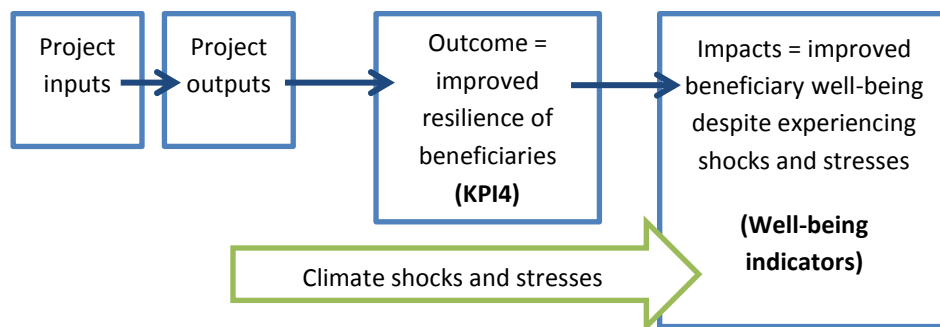 Project
inputs
Project
outputs
Outcome =
improved
resilience of
beneficiaries
(KPI4)
Impacts = improved
beneficiary well-being
despite experiencing
shocks and stresses
(Well-being
indicators)
Climate shocks and stresses